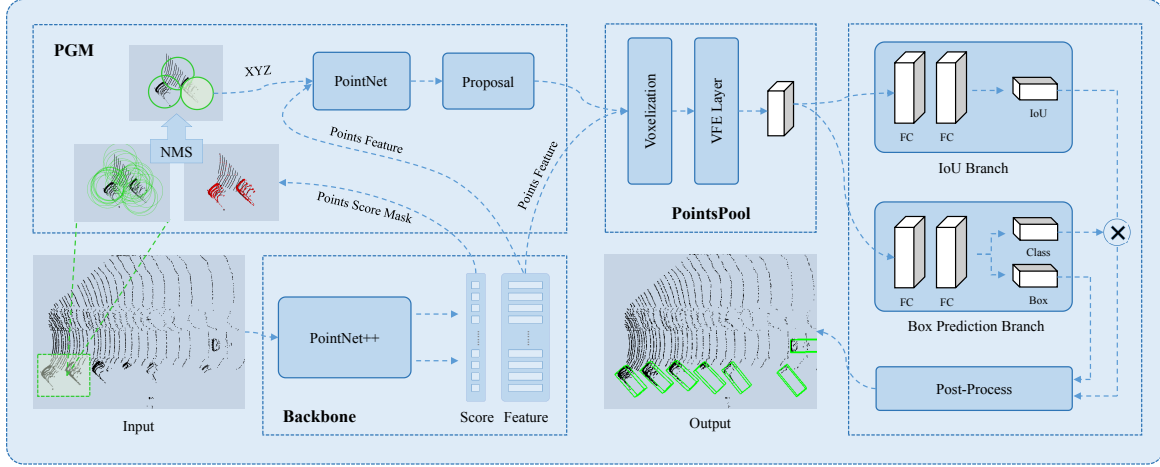 PGM
XYZ
PointNet
Proposal
NMS
Points Feature
Points Score Mask
Points Feature
Voxelization
VFE Layer
PointsPool
FC
FC
IoU
IoU Branch
FC
FC
Class
Box
Box Prediction Branch
Post-Process
PointNet++
Backbone
Score
Feature
Input
Output